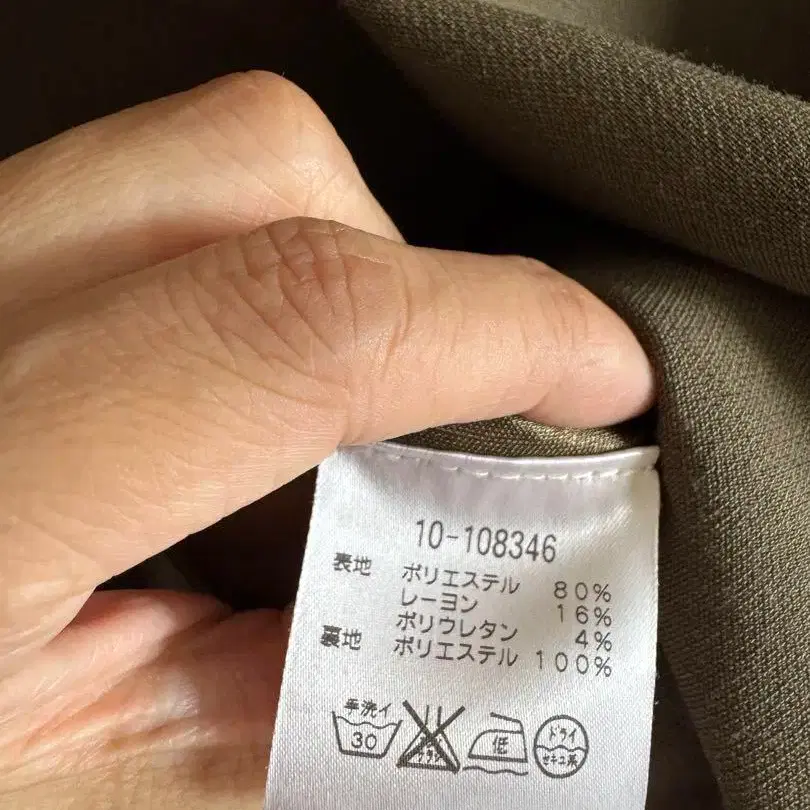 10-108346
表地 ポリエステル 80%
レーヨン 16%
ポリウレタン 4%
裏地 ポリエステル 100%
手洗イ
30
低
ドライ
セキユ系